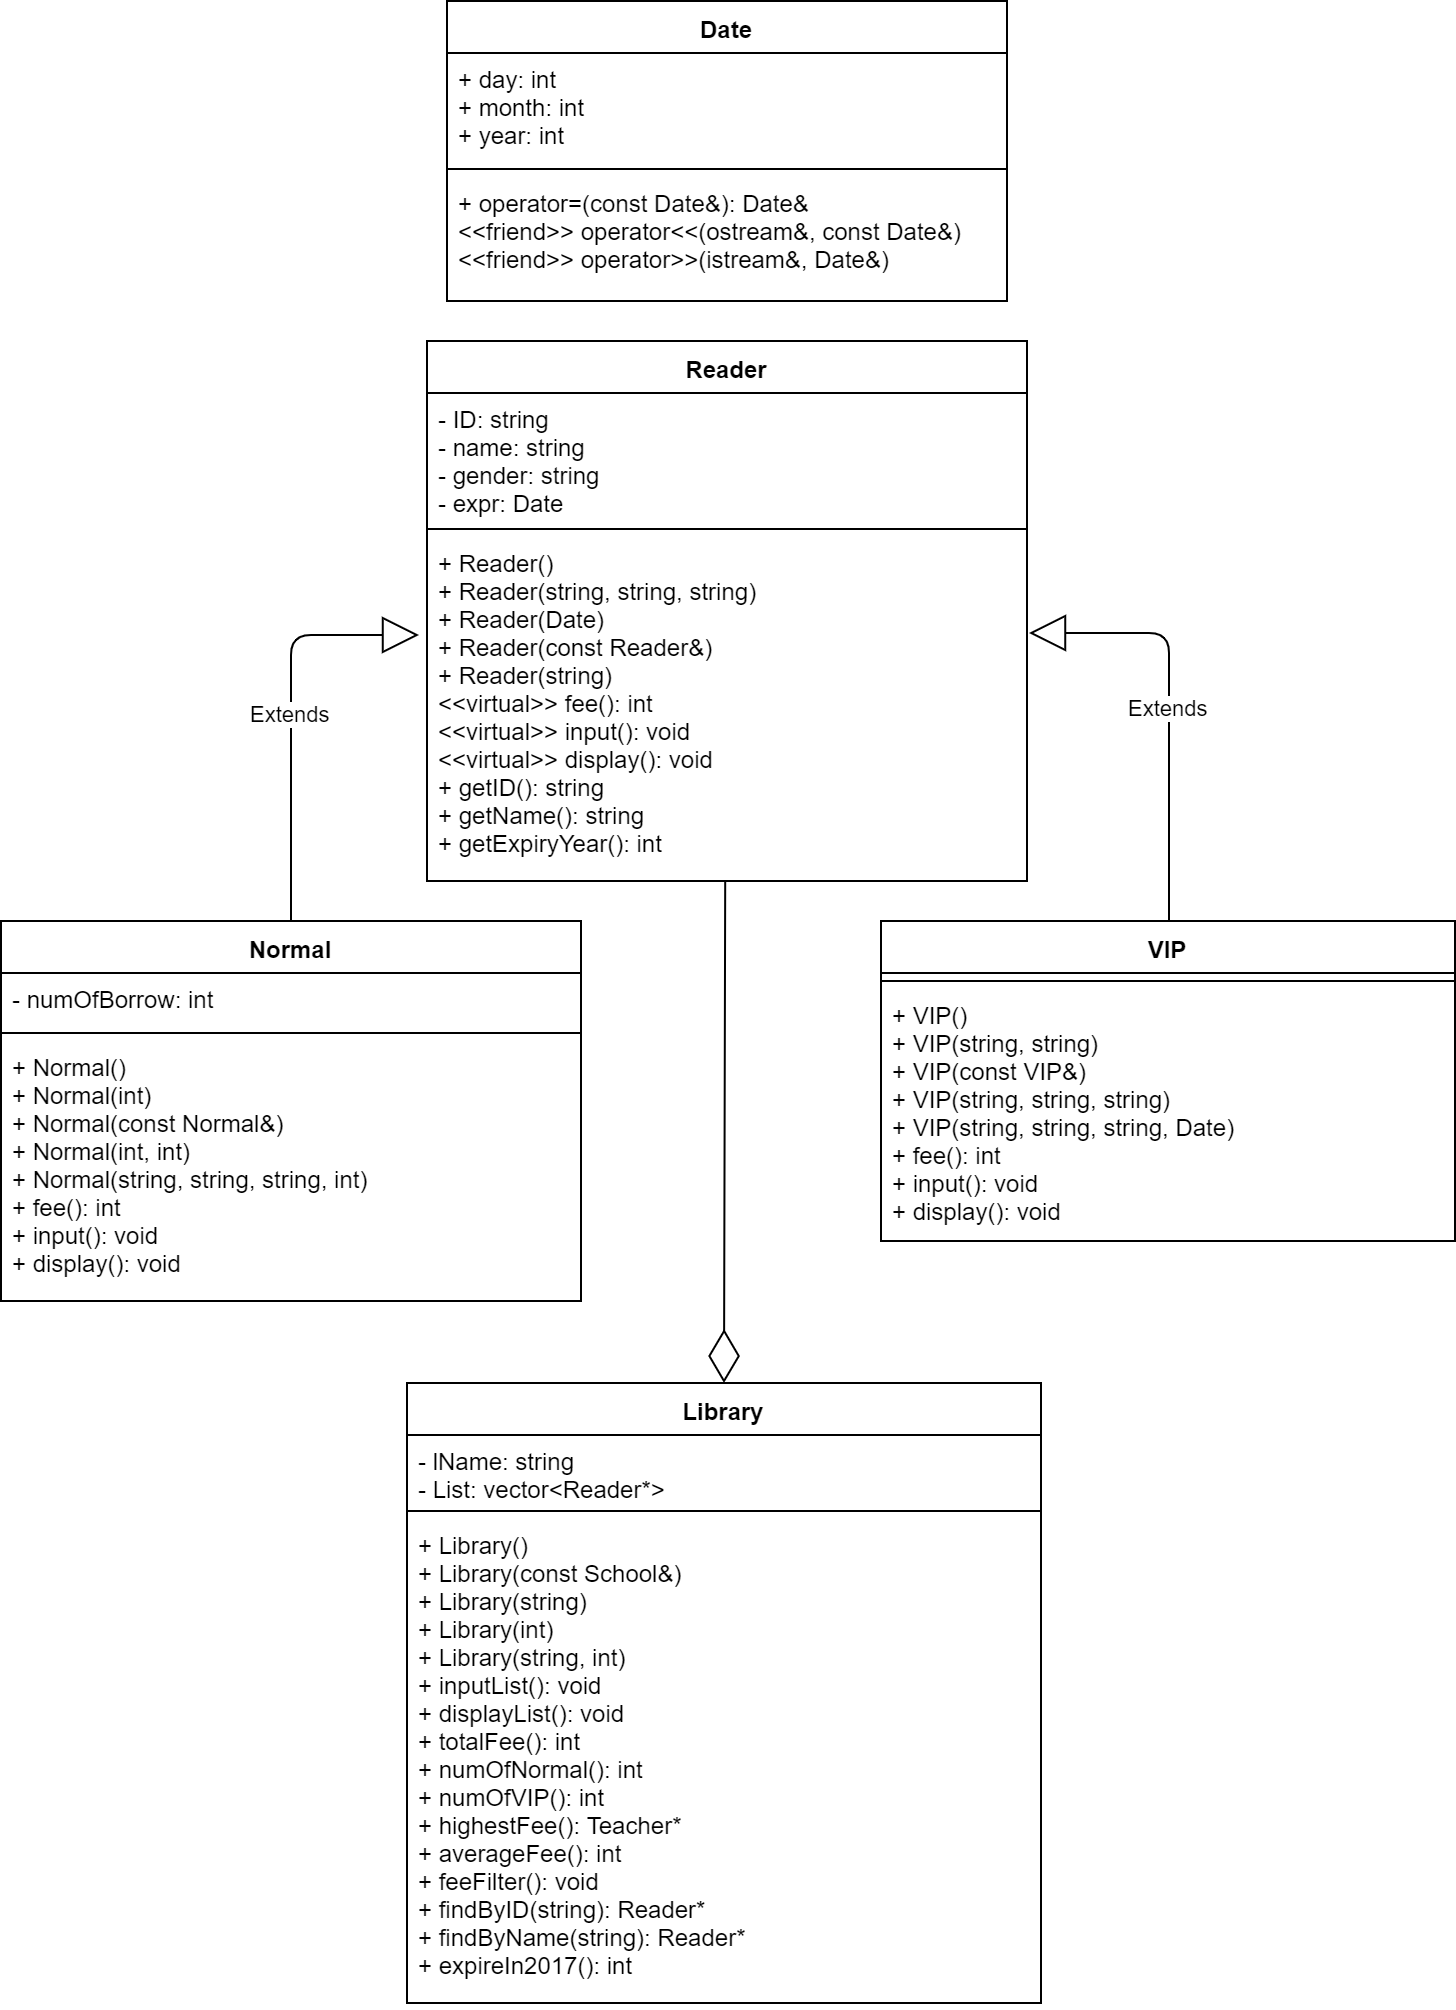 Date
+ day: int
+ month: int
+ year: int
+ operator=(const Date&): Date&
<<friend>> operator<<(ostream&, const Date&)
<<friend>> operator>>(istream&, Date&)
Reader
- ID: string
- name: string
- gender: string
- expr: Date
+ Reader()
+ Reader(string, string, string)
+ Reader(Date)
+ Reader(const Reader&)
+ Reader(string)
<<virtual>> fee(): int
<<virtual>> input(): void
<<virtual>> display(): void
+ getID(): string
+ getName(): string
+ getExpiryYear(): int
Extends
Extends
Normal
- numOfBorrow: int
+ Normal()
+ Normal(int)
+ Normal(const Normal&)
+ Normal(int, int)
+ Normal(string, string, string, int)
+ fee(): int
+ input(): void
+ display(): void
VIP
+ VIP()
+ VIP(string, string)
+ VIP(const VIP&)
+ VIP(string, string, string)
+ VIP(string, string, string, Date)
+ fee(): int
+ input(): void
+ display(): void
Library
- lName: string
- List: vector<Reader*>
+ Library()
+ Library(const School&)
+ Library(string)
+ Library(int)
+ Library(string, int)
+ inputList(): void
+ displayList(): void
+ totalFee(): int
+ numOfNormal(): int
+ numOfVIP(): int
+ highestFee(): Teacher*
+ averageFee(): int
+ feeFilter(): void
+ findByID(string): Reader*
+ findByName(string): Reader*
+ expireIn2017(): int